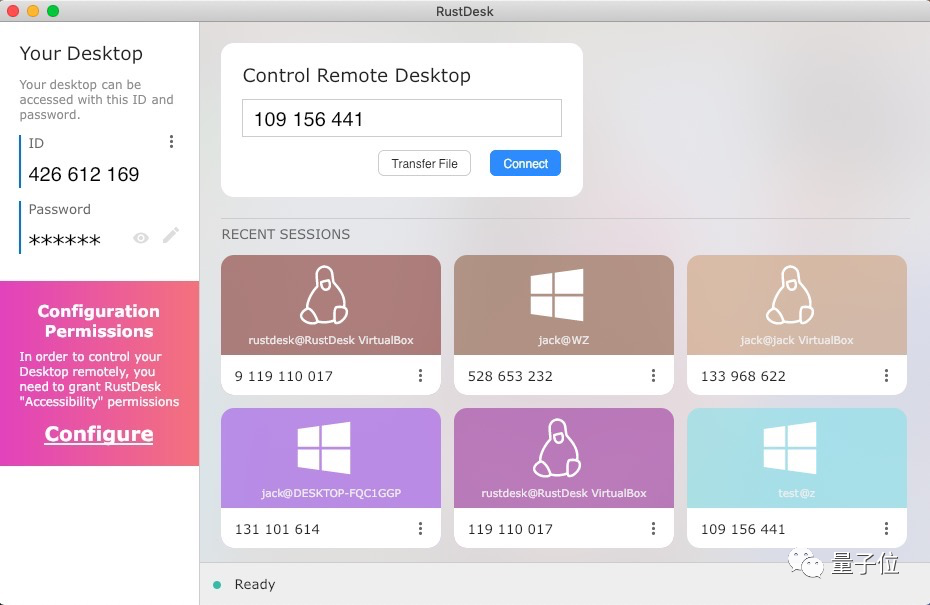 RustDesk
Your Desktop
Your desktop can be
accessed with this ID and
password.
ID
426 612 169
Password
******
Configuration
Permissions
In order to control your
Desktop remotely, you
need to grant RustDesk
"Accessibility" permissions
Configure
Control Remote Desktop
109 156 441
Transfer File
Connect
RECENT SESSIONS
rustdesk@RustDesk VirtualBox
9 119 110 017
jack@WZ
528 653 232
jack@jack VirtualBox
133 968 622
jack@DESKTOP-FQC1GGP
131 101 614
rustdesk@RustDesk VirtualBox
119 110 017
test@z
109 156 441
Ready
量子位